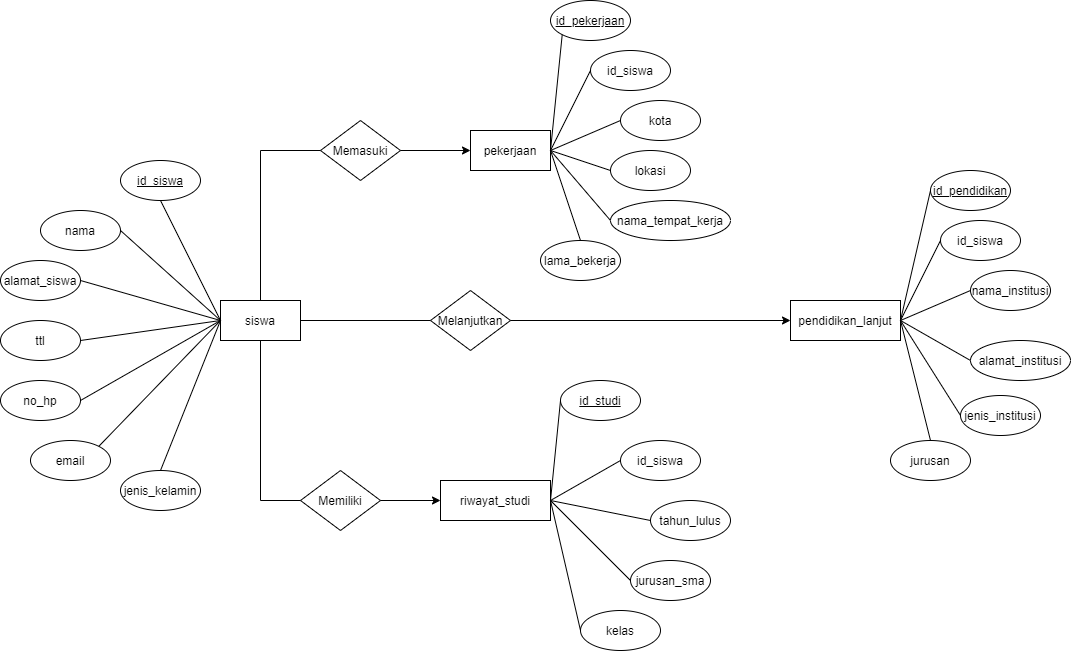 id_pekerjaan
id_siswa
kota
Memasuki
pekerjaan
lokasi
id_siswa
id_pendidikan
nama_tempat_kerja
nama
id_siswa
lama_bekerja
alamat_siswa
nama_institusi
siswa
Melanjutkan
pendidikan_lanjut
ttl
alamat_institusi
no_hp
id_studi
jenis_institusi
email
id_siswa
jurusan
jenis_kelamin
Memiliki
riwayat_studi
tahun_lulus
jurusan_sma
kelas